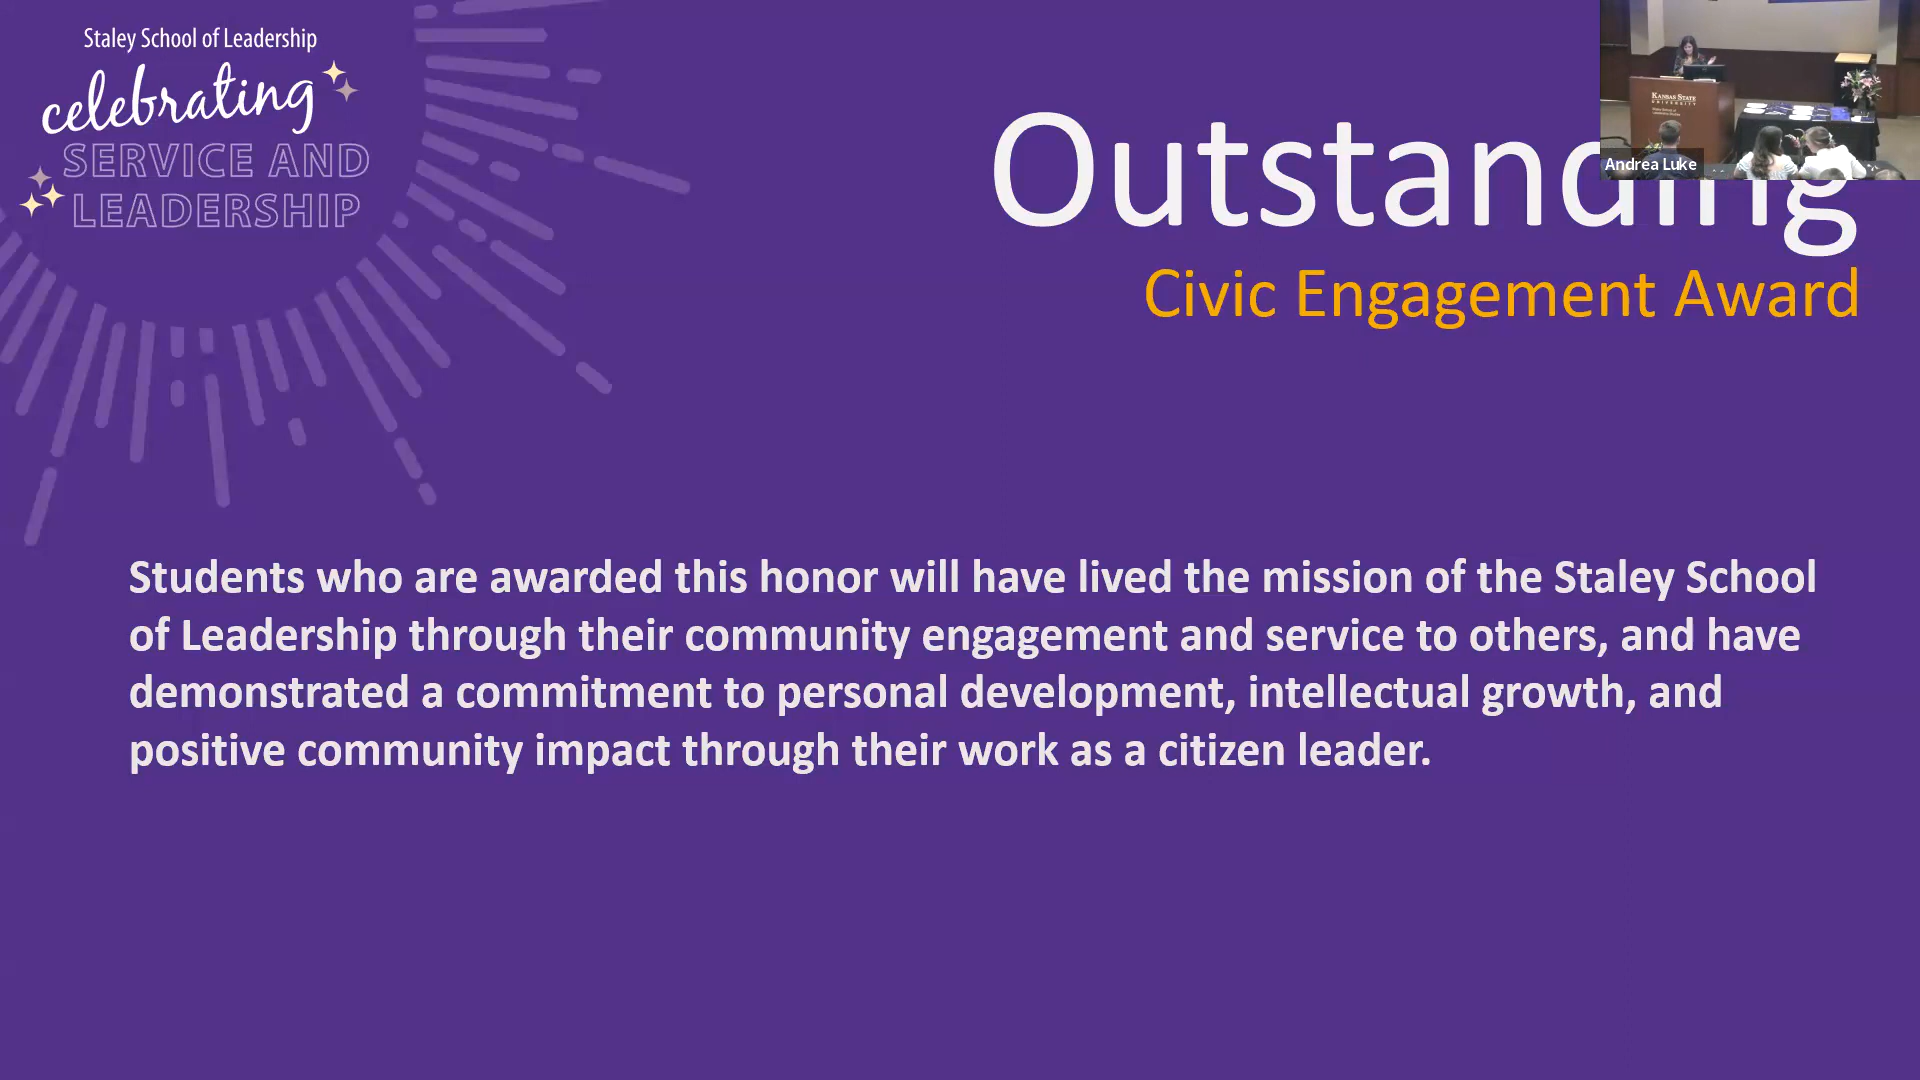 Staley School of Leadership
celebrating
SERVICE AND
LEADERSHIP
Outstanding
Civic Engagement Award
KANSAS STATE
UNIVERSITY
Andrea Luke
Students who are awarded this honor will have lived the mission of the Staley School
of Leadership through their community engagement and service to others, and have
demonstrated a commitment to personal development, intellectual growth, and
positive community impact through their work as a citizen leader.